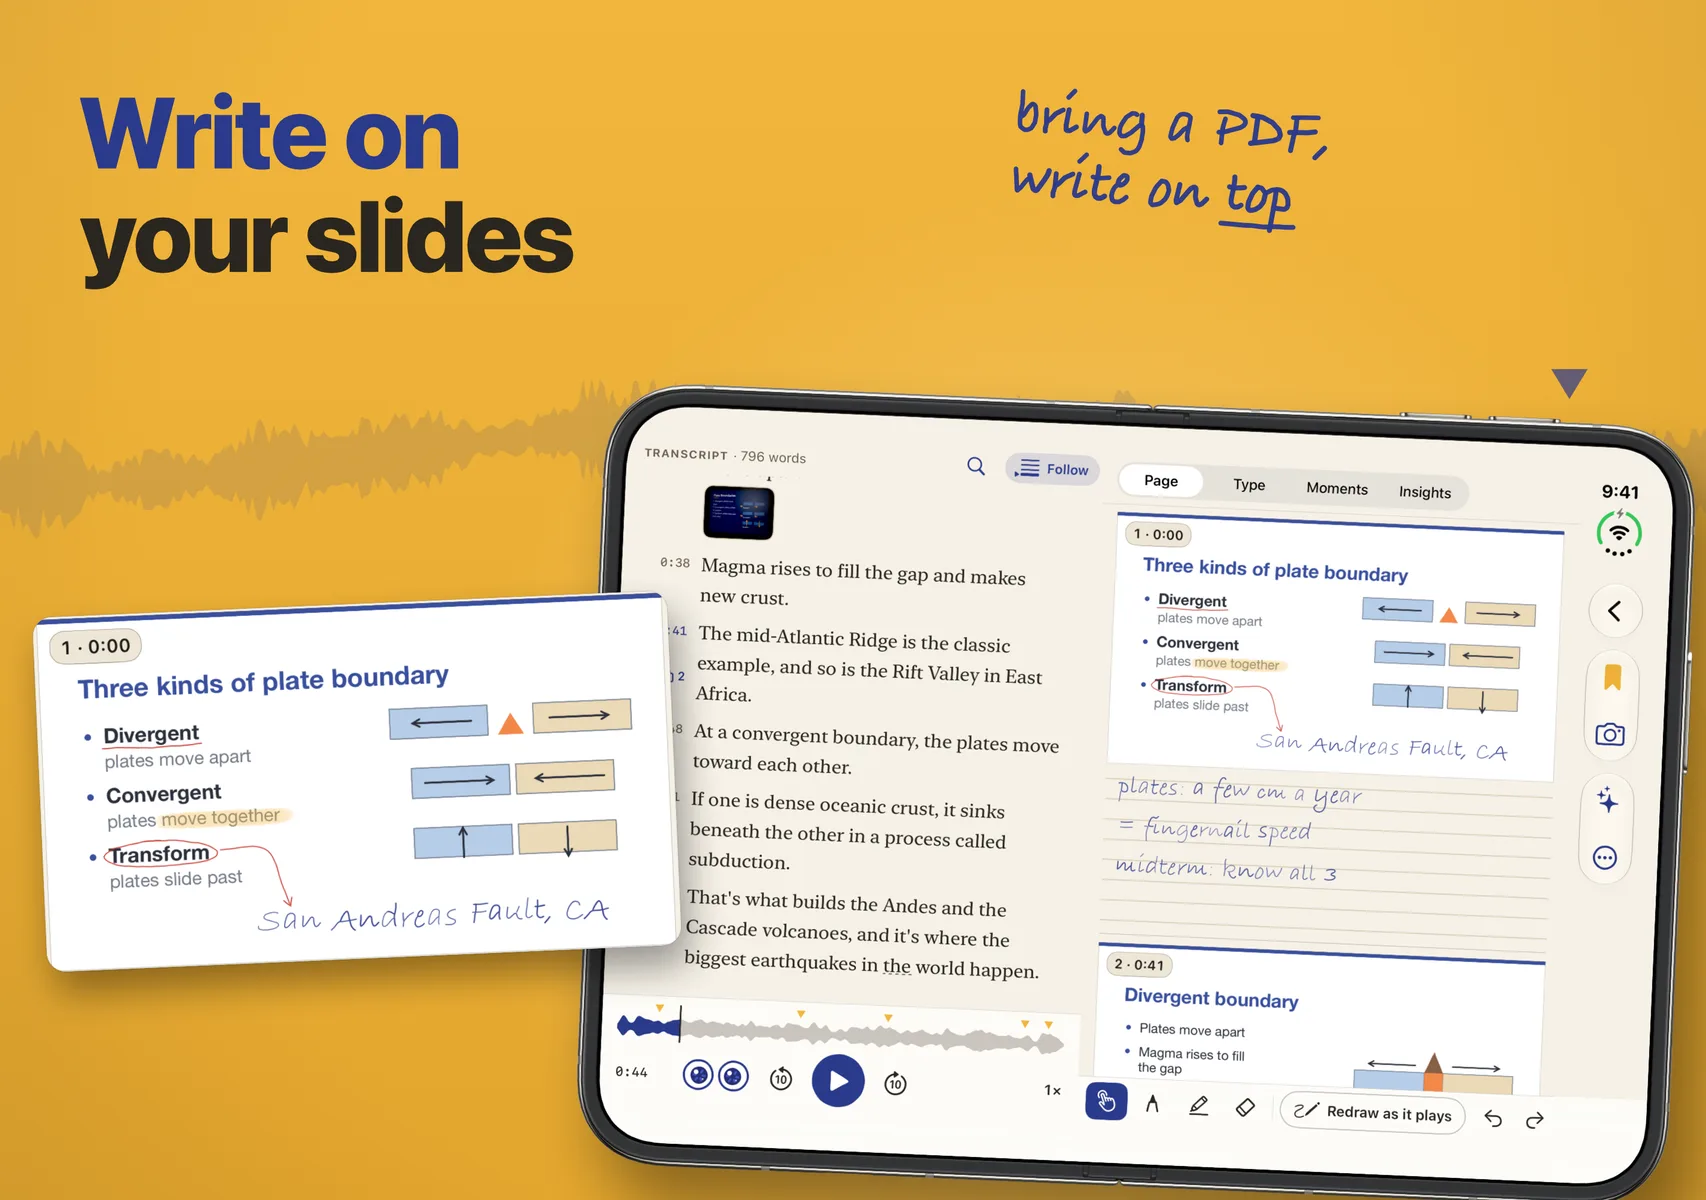 Write on
your slides
bring a PDF,
write on top
1 · 0:00
Three kinds of plate boundary
• Divergent
plates move apart
• Convergent
plates move together
• Transform
plates slide past
San Andreas Fault, CA
TRANSCRIPT · 796 words
Follow
0:38 Magma rises to fill the gap and makes
new crust.
:41 The mid-Atlantic Ridge is the classic
example, and so is the Rift Valley in East
2
Africa.
8 At a convergent boundary, the plates move
toward each other.
If one is dense oceanic crust, it sinks
beneath the other in a process called
subduction.
That's what builds the Andes and the
Cascade volcanoes, and it's where the
biggest earthquakes in the world happen.
0:44
10
10
1×
Page Type Moments Insights
9:41
1 · 0:00
Three kinds of plate boundary
• Divergent
plates move apart
• Convergent
plates move together
• Transform
plates slide past
San Andreas Fault, CA
plates: a few cm a year
= fingernail speed
midterm: know all 3
2 · 0:41
Divergent boundary
• Plates move apart
• Magma rises to fill
the gap
Redraw as it plays